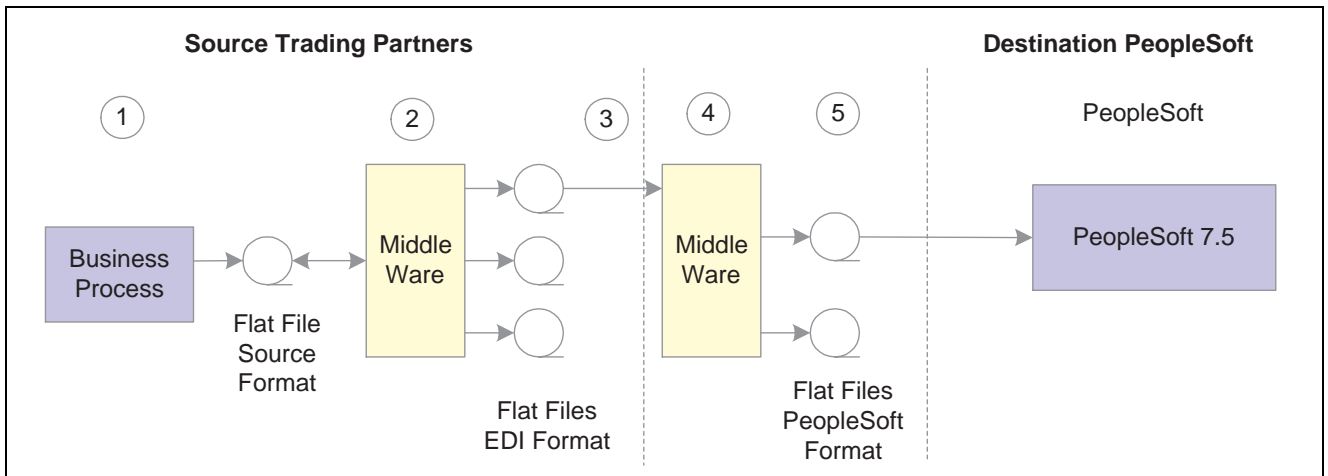 Source Trading Partners
Destination PeopleSoft
1
2
3
4
5
PeopleSoft
Business
Process
Flat File
Source
Format
Middle
Ware
Flat Files
EDI Format
Middle
Ware
Flat Files
PeopleSoft
Format
PeopleSoft 7.5